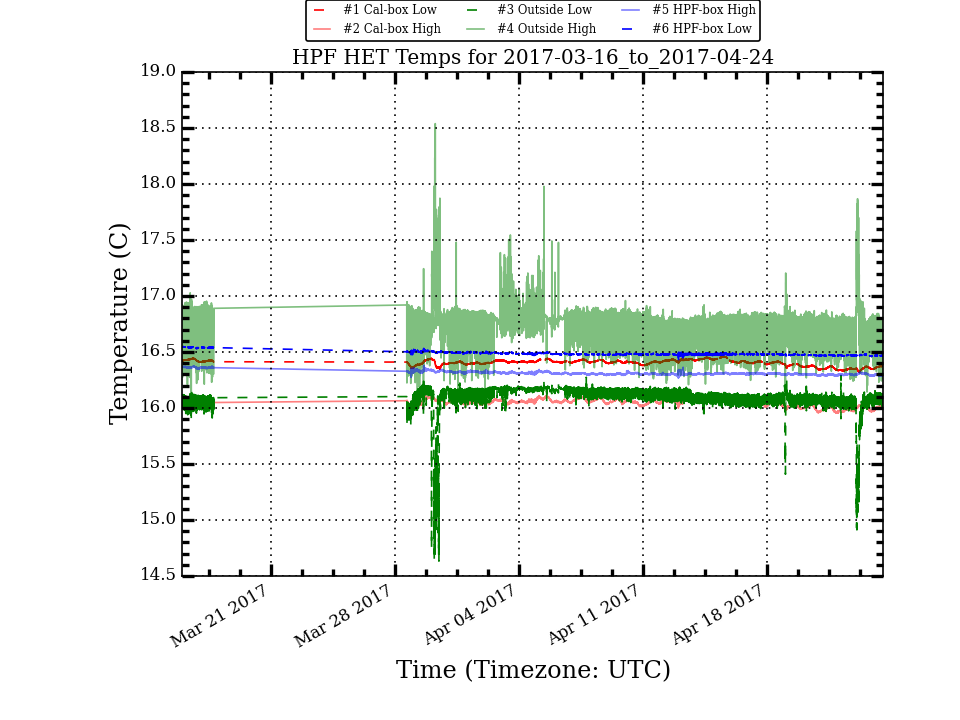 #1 Cal-box Low #3 Outside Low #5 HPF-box High
#2 Cal-box High #4 Outside High #6 HPF-box Low
HPF HET Temps for 2017-03-16_to_2017-04-24
19.0
18.5
18.0
17.5
17.0
16.5
16.0
15.5
15.0
14.5
Temperature (C)
Mar 21 2017 Mar 28 2017 Apr 04 2017 Apr 11 2017 Apr 18 2017
Time (Timezone: UTC)